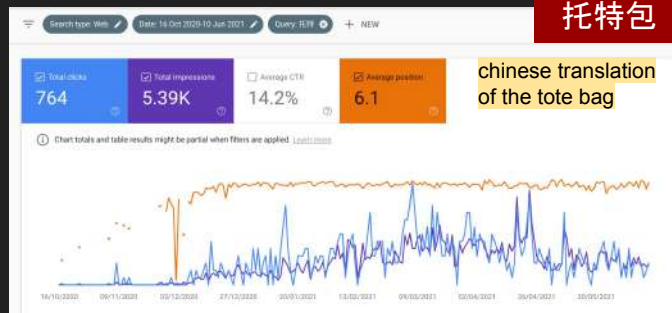 托特包
Search type: Web
Date: 16 Oct 2020-10 Jun 2021
Query:
+ NEW
chinese translation
of the tote bag
Total clicks
764
Total impressions
5.39K
Average CTR
14.2%
Average position
6.1
Chart totals and table results might be partial when filters are applied. Learn more
16/10/2020 09/11/2020 03/12/2020 27/12/2020 20/01/2021 13/02/2021 09/03/2021 02/04/2021 26/04/2021 20/05/2021